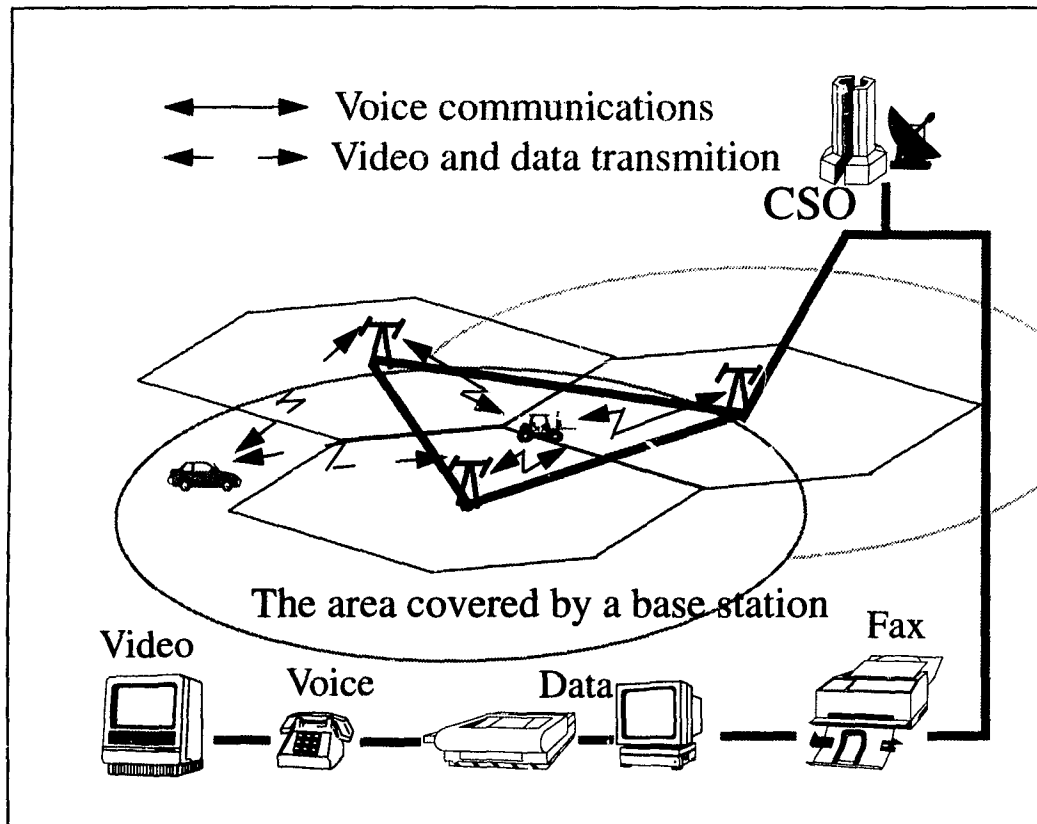 Voice communications
Video and data transmition
CSO
The area covered by a base station
Video
Voice
Data
Fax